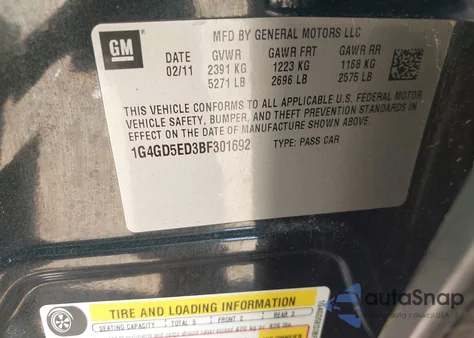 GM
MFD BY GENERAL MOTORS LLC
DATE GVWR GAWR FRT GAWR RR
02/11 2391 KG 1223 KG 1168 KG
5271 LB 2696 LB 2575 LB
THIS VEHICLE CONFORMS TO ALL APPLICABLE U.S. FEDERAL MOTOR
VEHICLE SAFETY, BUMPER, AND THEFT PREVENTION STANDARDS IN
EFFECT ON THE DATE OF MANUFACTURE SHOWN ABOVE.
1G4GD5ED3BF301692 TYPE: PASS CAR
TIRE AND LOADING INFORMATION
SEATING CAPACITY TOTAL 5 FRONT 2 REAR 3
autoSnap